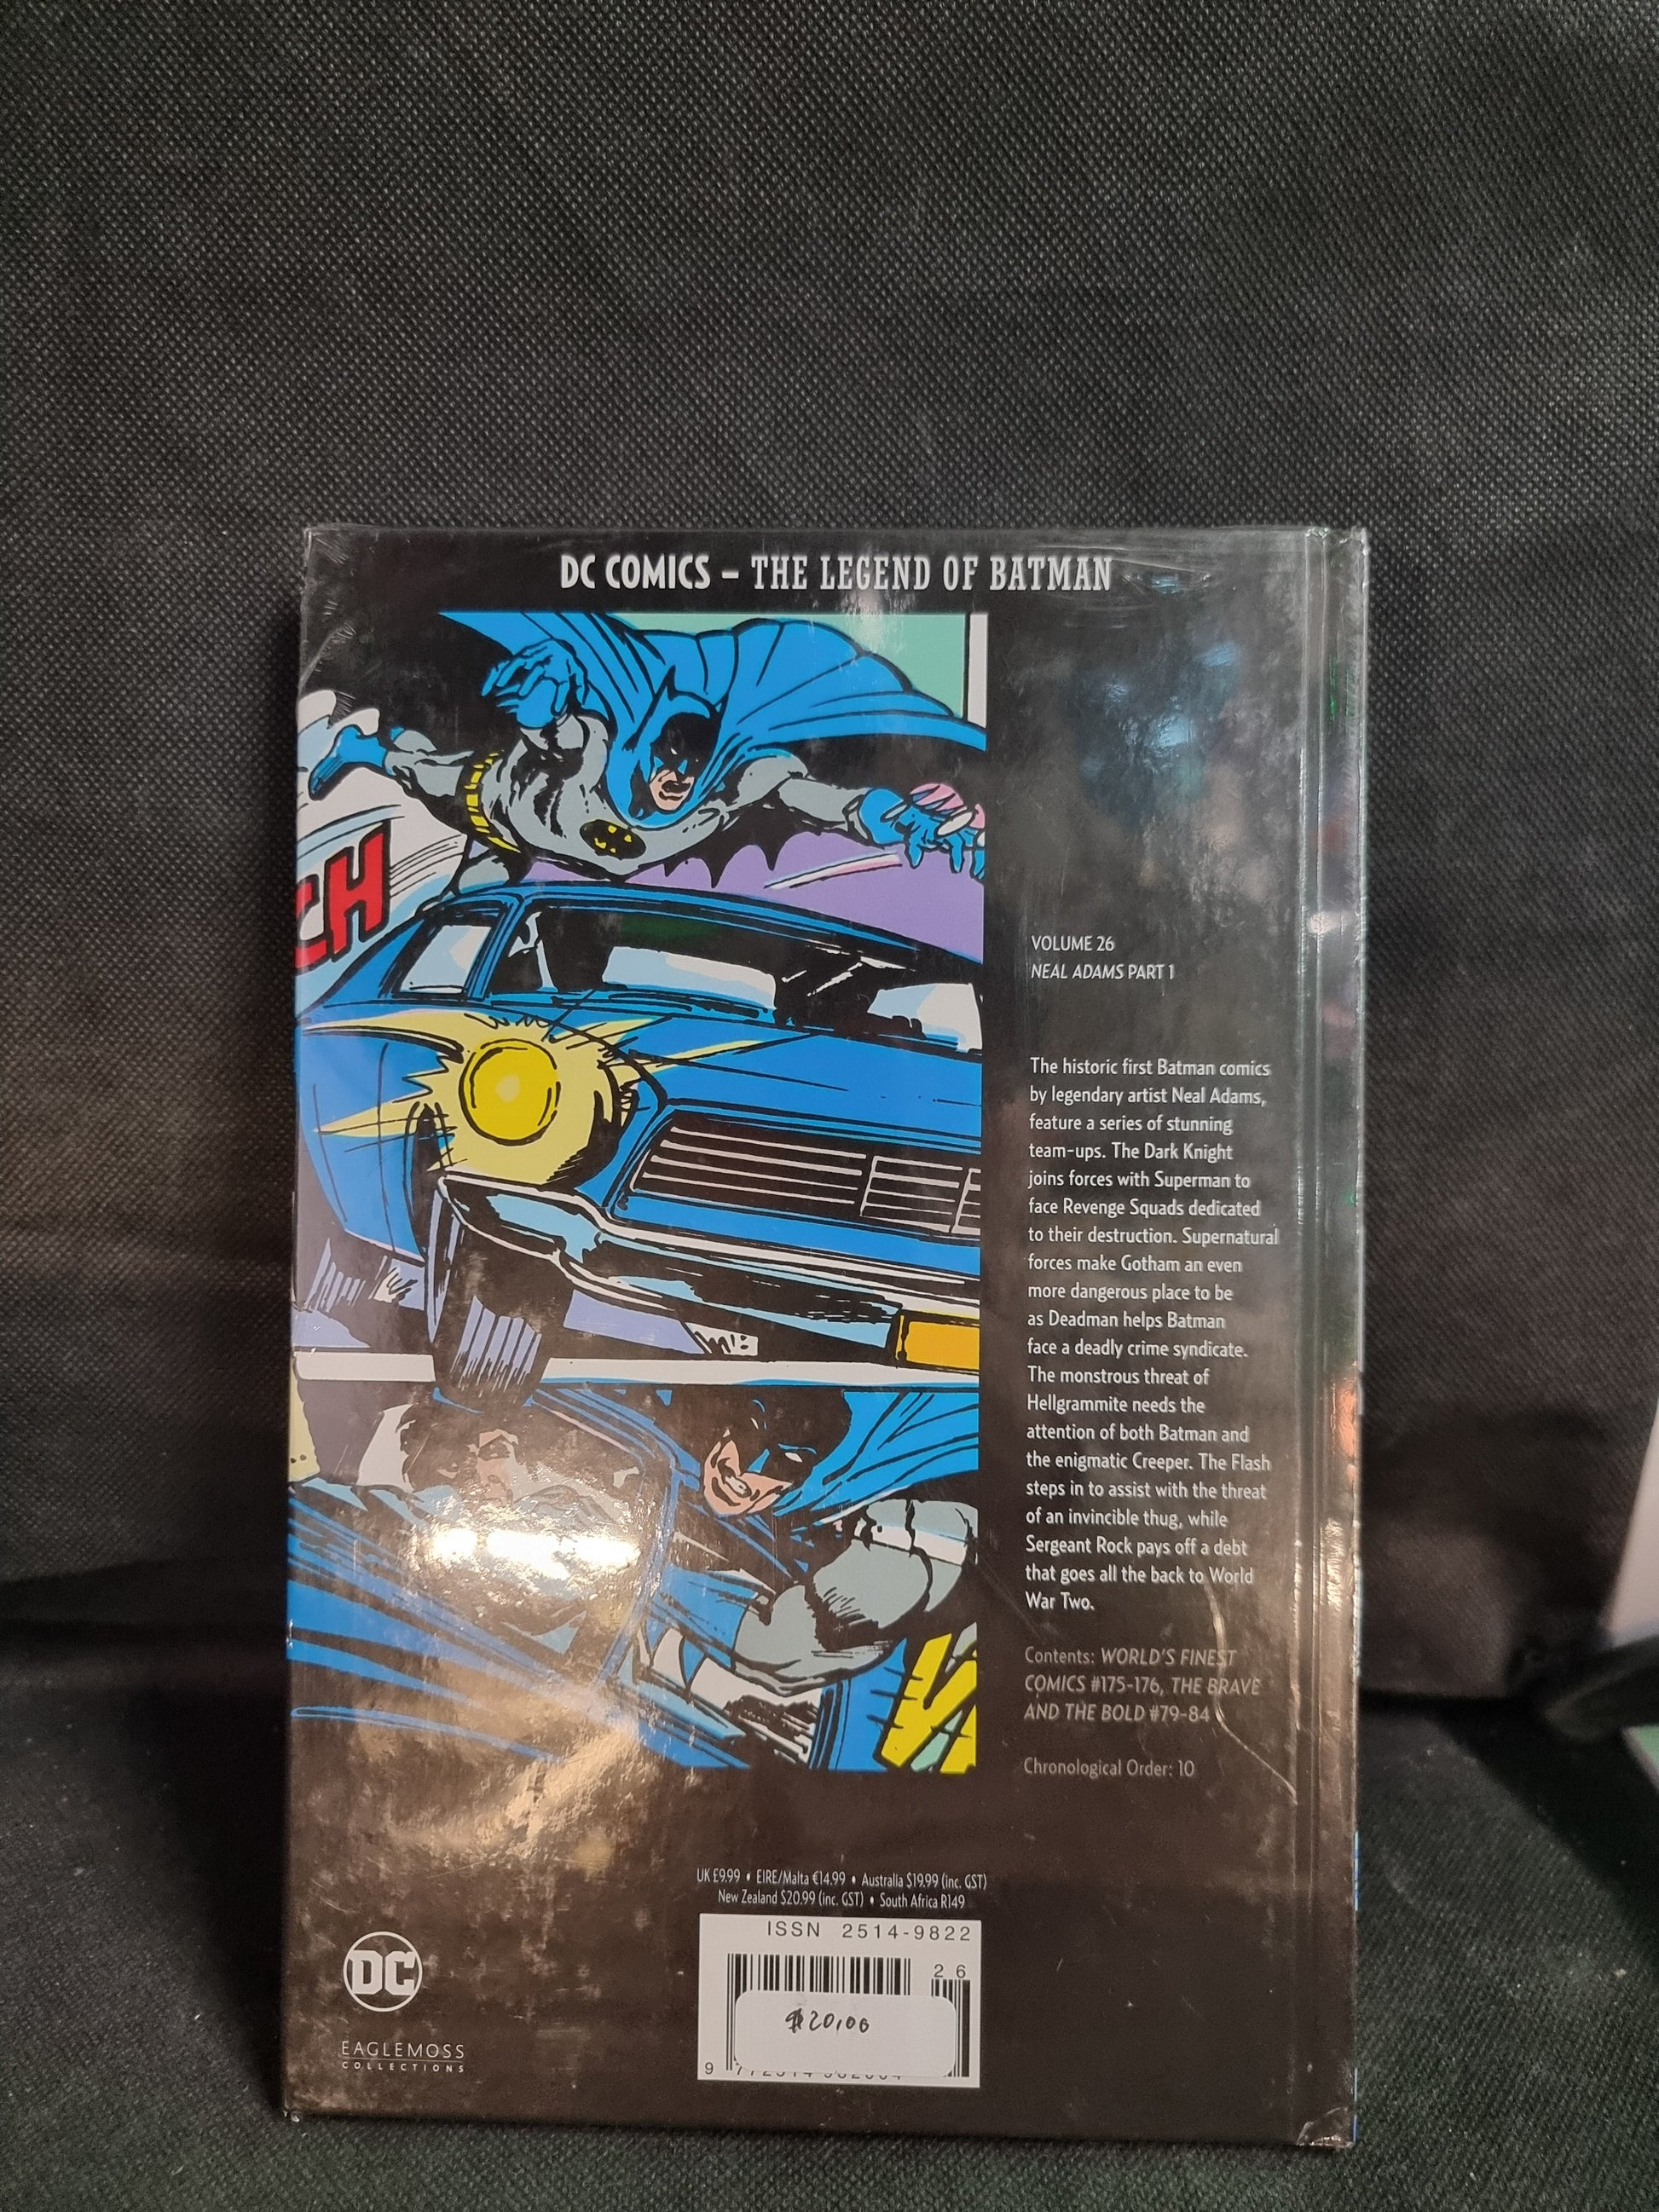 DC COMICS – THE LEGEND OF BATMAN
CH
VOLUME 26
NEAL ADAMS PART 1
The historic first Batman comics
by legendary artist Neal Adams,
feature a series of stunning
team-ups. The Dark Knight
joins forces with Superman to
face Revenge Squads dedicated
to their destruction. Supernatural
forces make Gotham an even
more dangerous place to be
as Deadman helps Batman
face a deadly crime syndicate.
The monstrous threat of
Hellgrammite needs the
attention of both Batman and
the enigmatic Creeper. The Flash
steps in to assist with the threat
of an invincible thug, while
Sergeant Rock pays off a debt
that goes all the back to World
War Two.
Contents: WORLD'S FINEST
COMICS #175-176, THE BRAVE
AND THE BOLD #79-84
Chronological Order: 10
UK £9.99 • EIRE/Malta €14.99 • Australia $19.99 (inc. GST)
New Zealand $20.99 (inc. GST) • South Africa R149
ISSN 2514-9822
26
$20,00
9
DC
EAGLEMOSS
COLLECTIONS